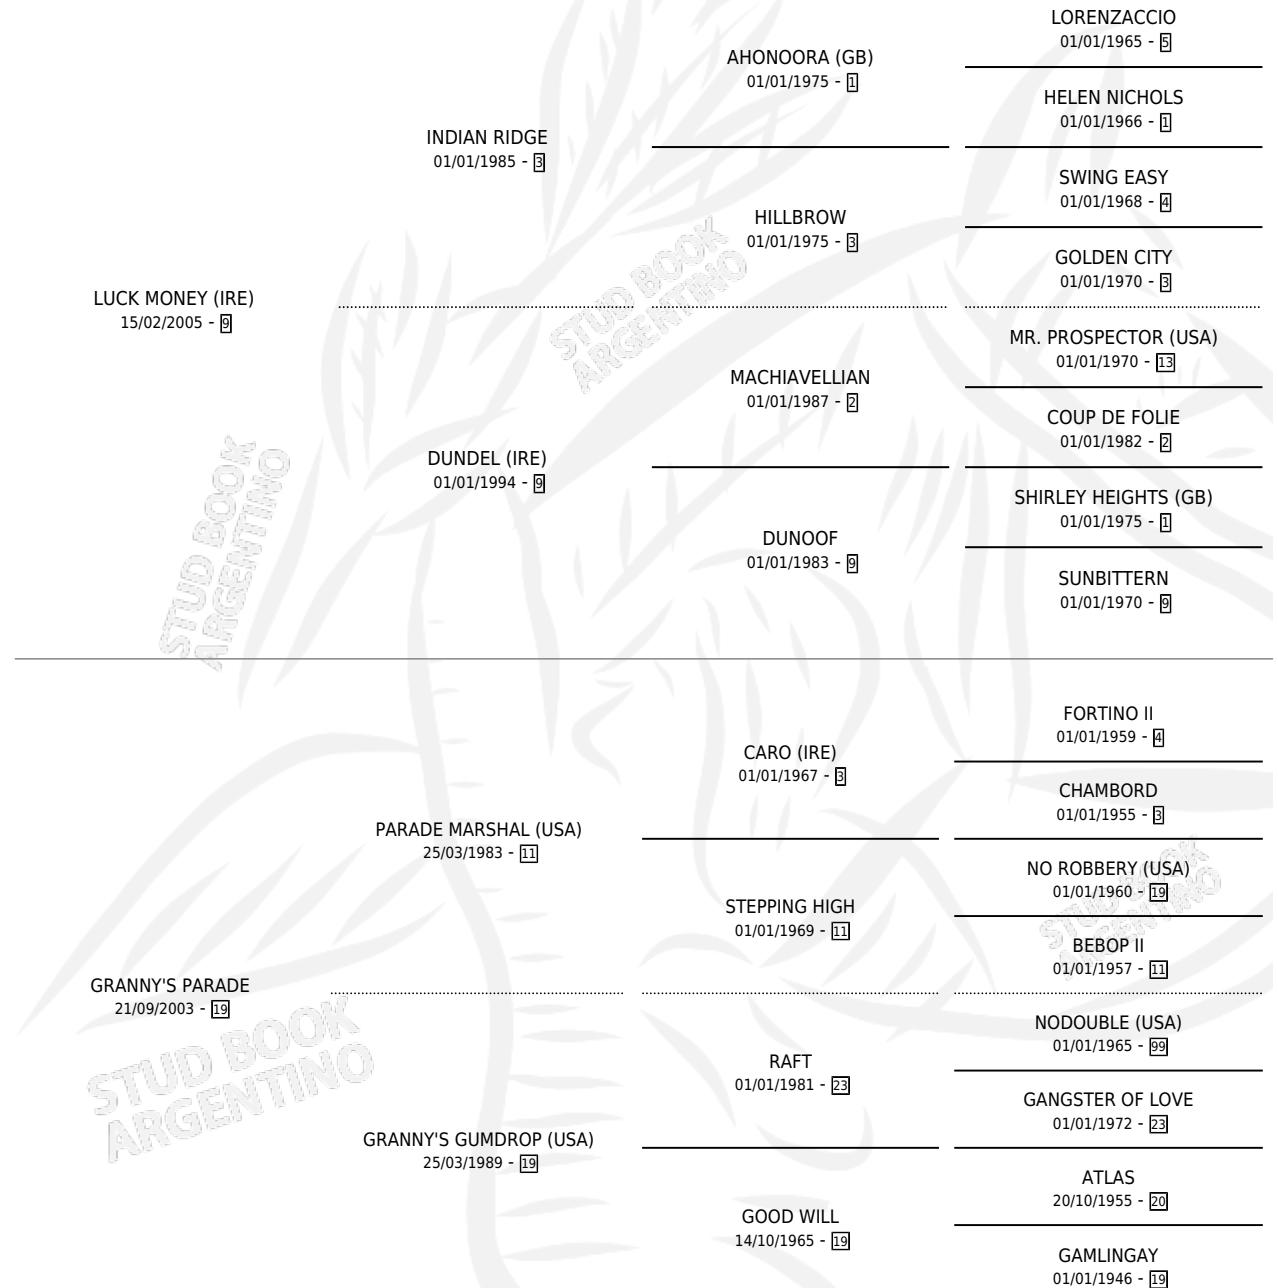 LORENZACCIO
01/01/1965 - 5
AHONOORA (GB)
01/01/1975 - 1
HELEN NICHOLS
01/01/1966 - 1
INDIAN RIDGE
01/01/1985 - 3
SWING EASY
01/01/1968 - 4
HILLBROW
01/01/1975 - 3
GOLDEN CITY
01/01/1970 - 3
LUCK MONEY (IRE)
15/02/2005 - 9
STUD BOOK
ARGENTINO
MR. PROSPECTOR (USA)
01/01/1970 - 13
MACHIAVELLIAN
01/01/1987 - 2
COUP DE FOLIE
01/01/1982 - 2
DUNDEL (IRE)
01/01/1994 - 9
SHIRLEY HEIGHTS (GB)
01/01/1975 - 1
DUNOOF
01/01/1983 - 9
SUNBITTERN
01/01/1970 - 9
STUD BOOK
ARGENTINO
FORTINO II
01/01/1959 - 4
CARO (IRE)
01/01/1967 - 3
CHAMBORD
01/01/1955 - 3
PARADE MARSHAL (USA)
25/03/1983 - 11
NO ROBBERY (USA)
01/01/1960 - 19
STEPPING HIGH
01/01/1969 - 11
STUD BOOK
ARGENTINO
BEBOP II
01/01/1957 - 11
GRANNY'S PARADE
21/09/2003 - 19
NODOUBLE (USA)
01/01/1965 - 99
RAFT
01/01/1981 - 23
STUD BOOK
ARGENTINO
GANGSTER OF LOVE
01/01/1972 - 23
GRANNY'S GUMDROP (USA)
25/03/1989 - 19
ATLAS
20/10/1955 - 20
GOOD WILL
14/10/1965 - 19
GAMLINGAY
01/01/1946 - 19